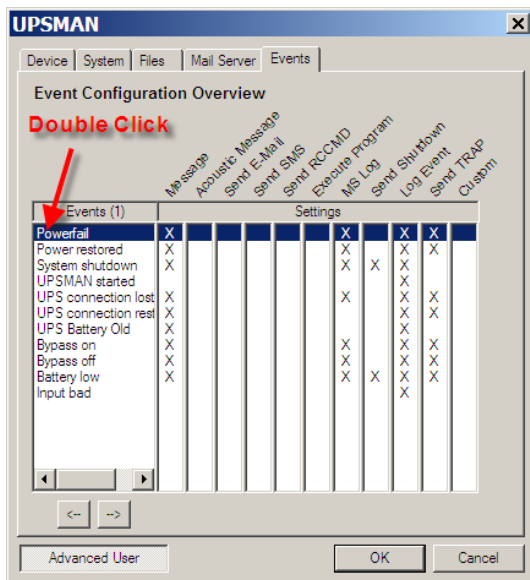 UPSMAN
Device System Files Mail Server Events
Event Configuration Overview
Double Click
Message Acoustic Message Send E-Mail Send SMS Send RCCMD Execute Program MS Log Send Shutdown Log Event Send TRAP Custom
Events (1) Settings
Powerfail X X X X
Power restored X X X X
System shutdown X X X X
UPSMAN started X
UPS connection lost X X X X
UPS connection rest X X X
UPS Battery Old X X
Bypass on X X X X
Bypass off X X X X
Battery low X X X X X
Input bad X
<-- -->
Advanced User OK Cancel